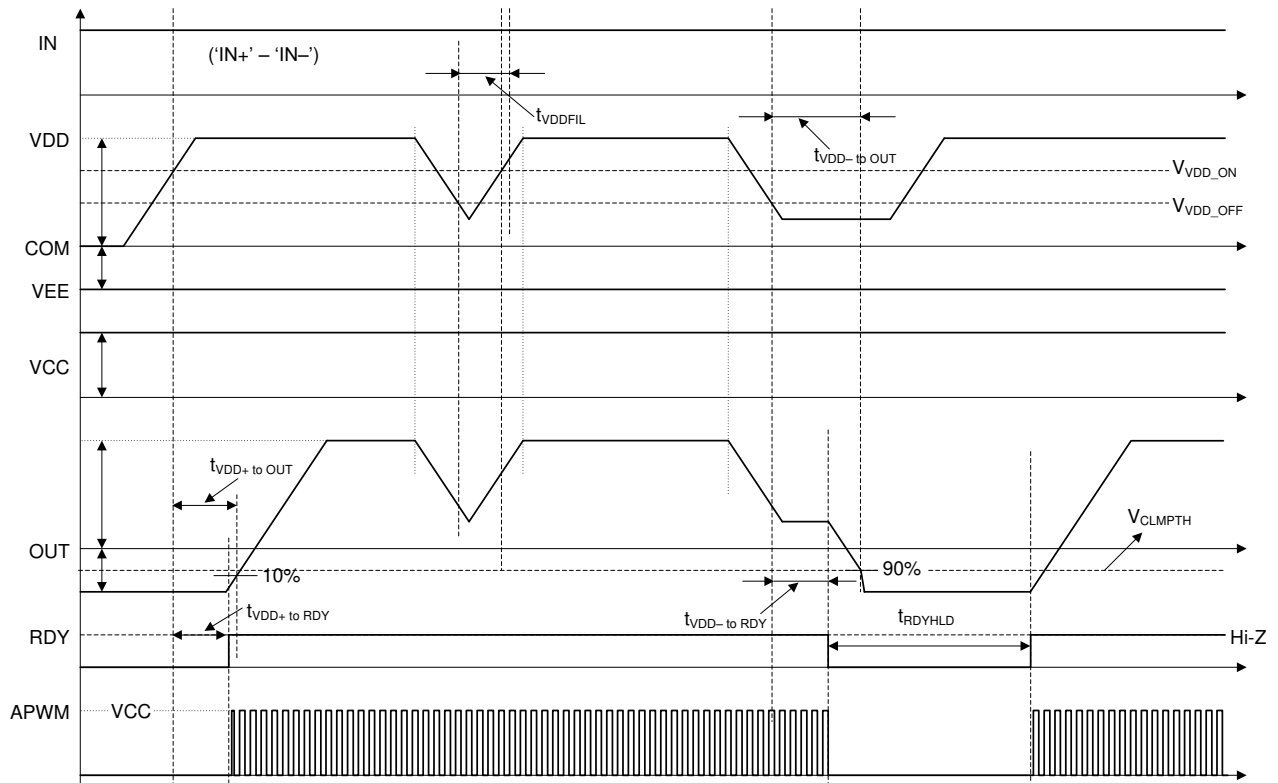 IN
('IN+' – 'IN–')
tVDDFIL
VDD
tVDD– to OUT
VVDD_ON
VVDD_OFF
COM
VEE
VCC
tVDD+ to OUT
VCLMPTH
OUT
10%
90%
tVDD+ to RDY
tVDD– to RDY
tRDYHLD
RDY
Hi-Z
APWM
VCC